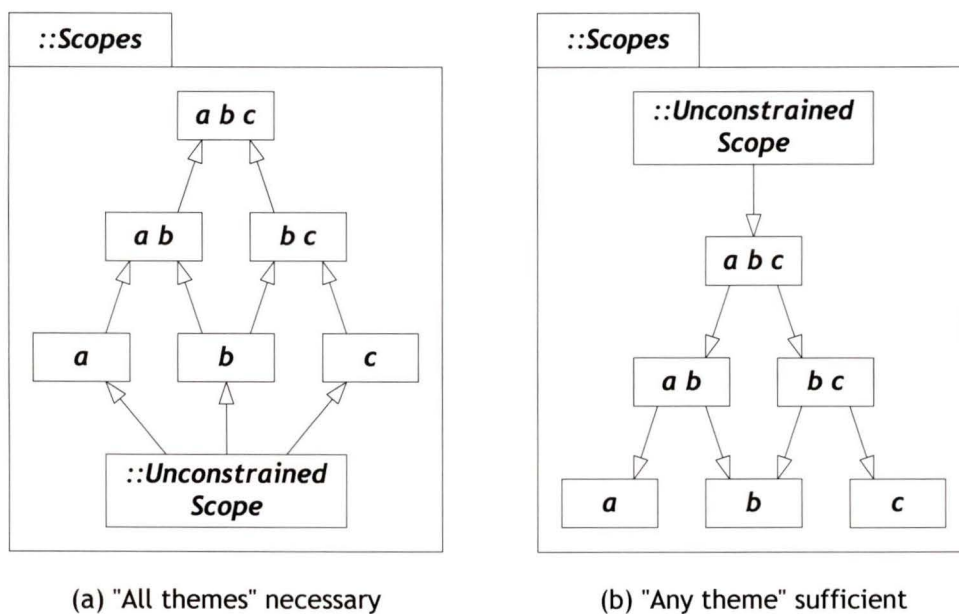 ::Scopes
a b c
a b
b c
a
b
c
::Unconstrained
Scope
(a) "All themes" necessary
::Scopes
::Unconstrained
Scope
a b c
a b
b c
a
b
c
(b) "Any theme" sufficient